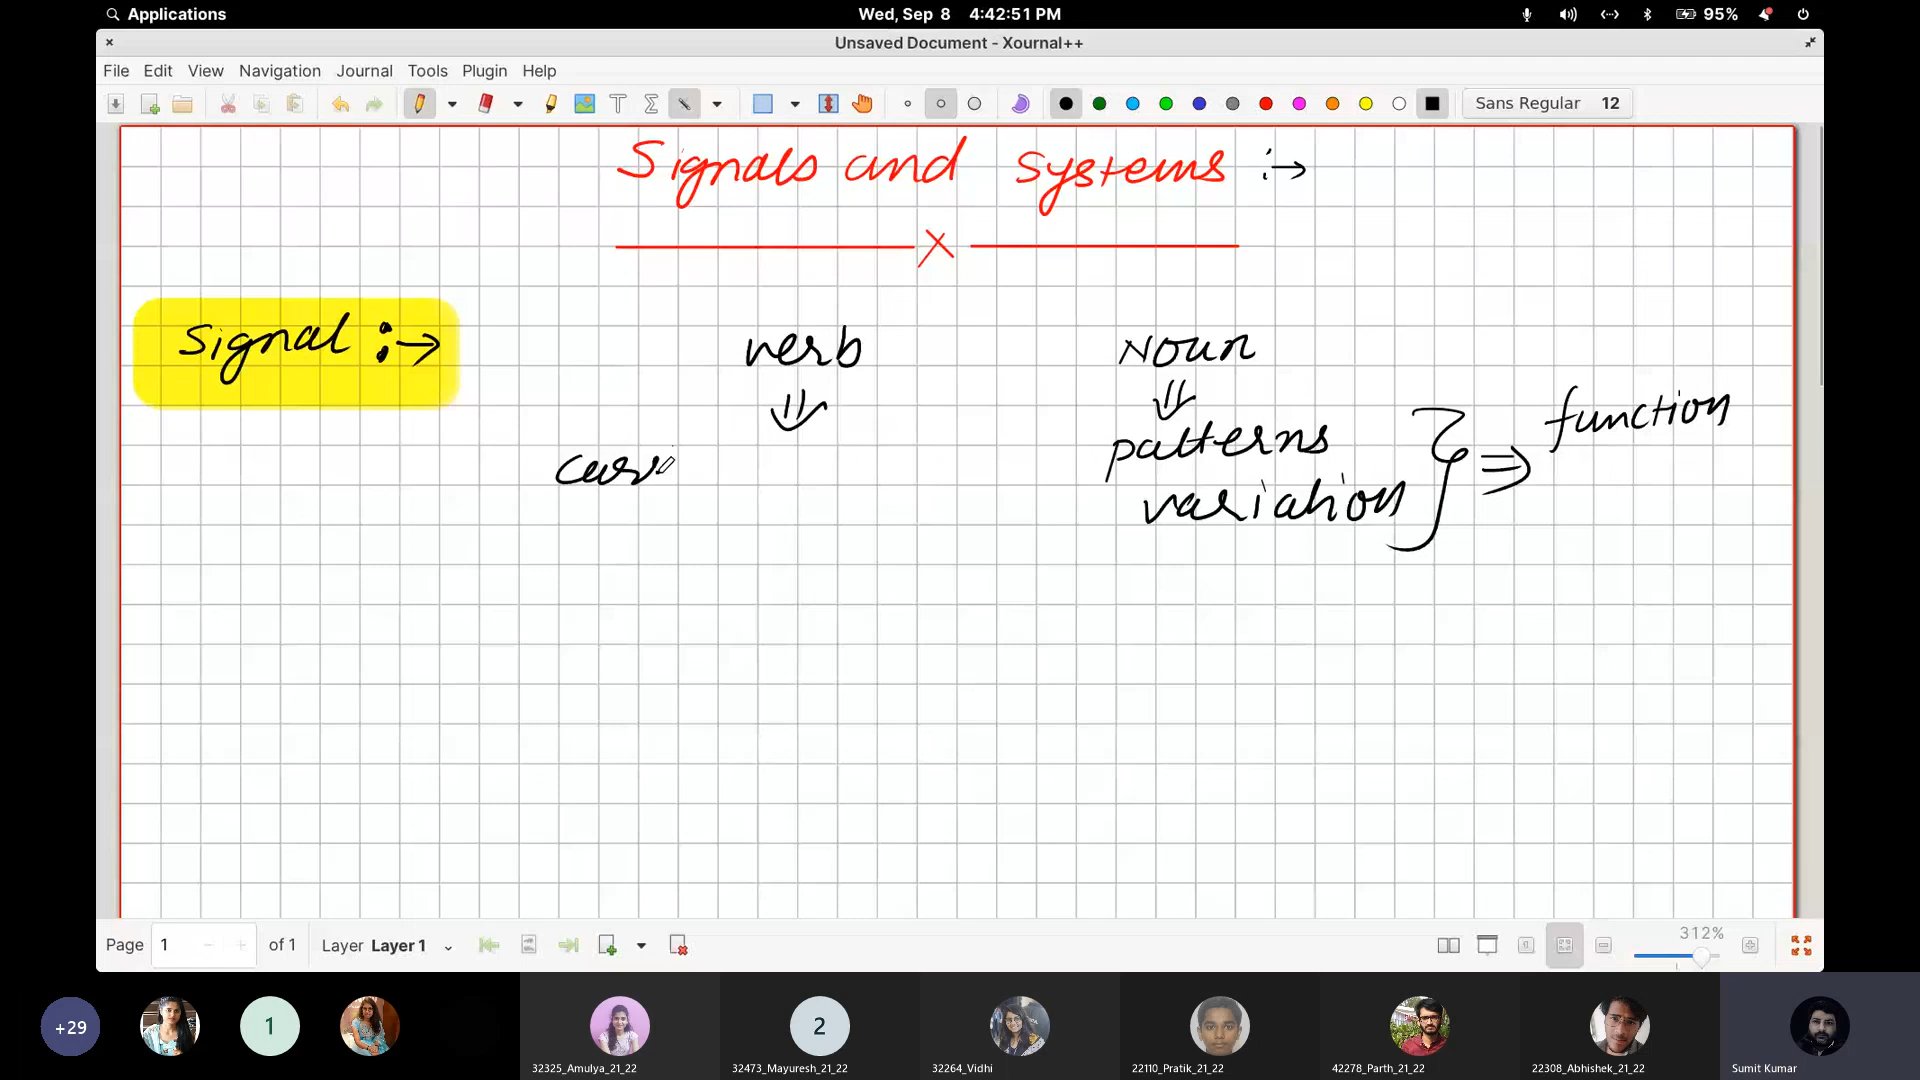 Applications
Wed, Sep 8 4:42:51 PM
95%
Unsaved Document - Xournal++
File Edit View Navigation Journal Tools Plugin Help
Sans Regular 12
Signals and systems :→
X
Signal :→
verb
Noun
⇓
⇓
patterns
function
variation
⇒
Page 1 of 1 Layer Layer 1
312%
+29
1
2
32325_Amulya_21_22
32473_Mayuresh_21_22
32264_Vidhi
22110_Pratik_21_22
42278_Parth_21_22
22308_Abhishek_21_22
Sumit Kumar